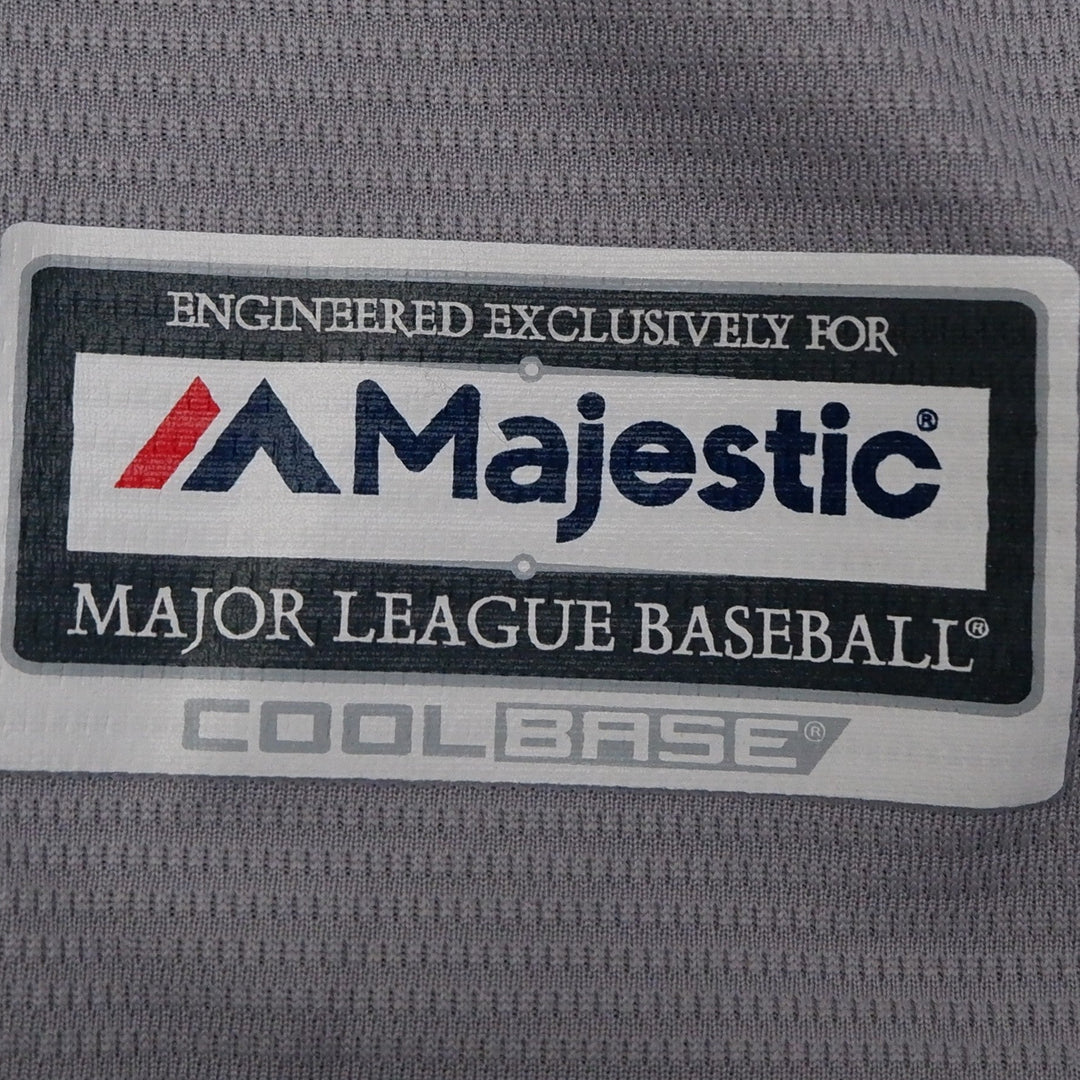 ENGINEERED EXCLUSIVELY FOR
Majestic®
MAJOR LEAGUE BASEBALL®
COOLBASE®